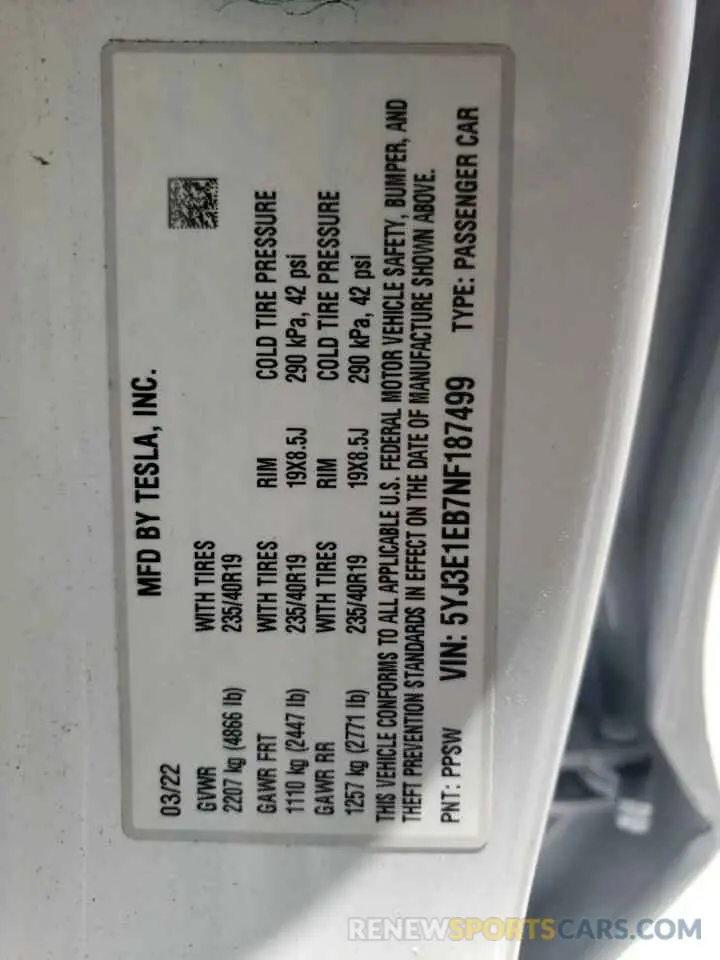 MFD BY TESLA, INC.
03/22
GVWR WITH TIRES
2207 kg (4866 lb) 235/40R19
GAWR FRT WITH TIRES RIM COLD TIRE PRESSURE
1110 kg (2447 lb) 235/40R19 19X8.5J 290 kPa, 42 psi
GAWR RR WITH TIRES RIM COLD TIRE PRESSURE
1257 kg (2771 lb) 235/40R19 19X8.5J 290 kPa, 42 psi
THIS VEHICLE CONFORMS TO ALL APPLICABLE U.S. FEDERAL MOTOR VEHICLE SAFETY, BUMPER, AND
THEFT PREVENTION STANDARDS IN EFFECT ON THE DATE OF MANUFACTURE SHOWN ABOVE.
PNT: PPSW VIN: 5YJ3E1EB7NF187499 TYPE: PASSENGER CAR
RENEWSPORTSCARS.COM